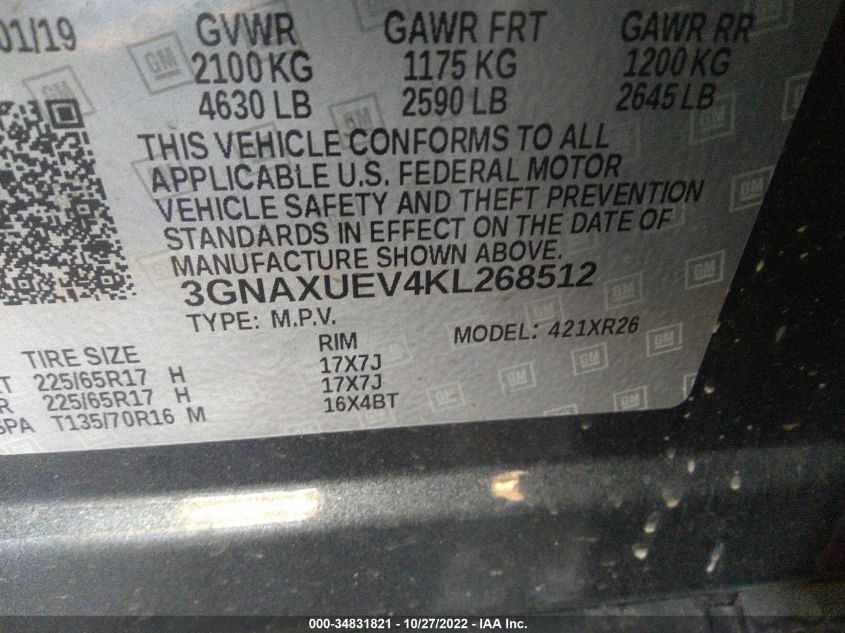 01/19 GVWR GAWR FRT GAWR RR
2100 KG 1175 KG 1200 KG
4630 LB 2590 LB 2645 LB
THIS VEHICLE CONFORMS TO ALL
APPLICABLE U.S. FEDERAL MOTOR
VEHICLE SAFETY AND THEFT PREVENTION
STANDARDS IN EFFECT ON THE DATE OF
MANUFACTURE SHOWN ABOVE.
3GNAXUEV4KL268512
TYPE: M.P.V. MODEL: 421XR26
TIRE SIZE RIM
T 225/65R17 H 17X7J
R 225/65R17 H 17X7J
SPA T135/70R16 M 16X4BT
GM
000-34831821 - 10/27/2022 - IAA Inc.